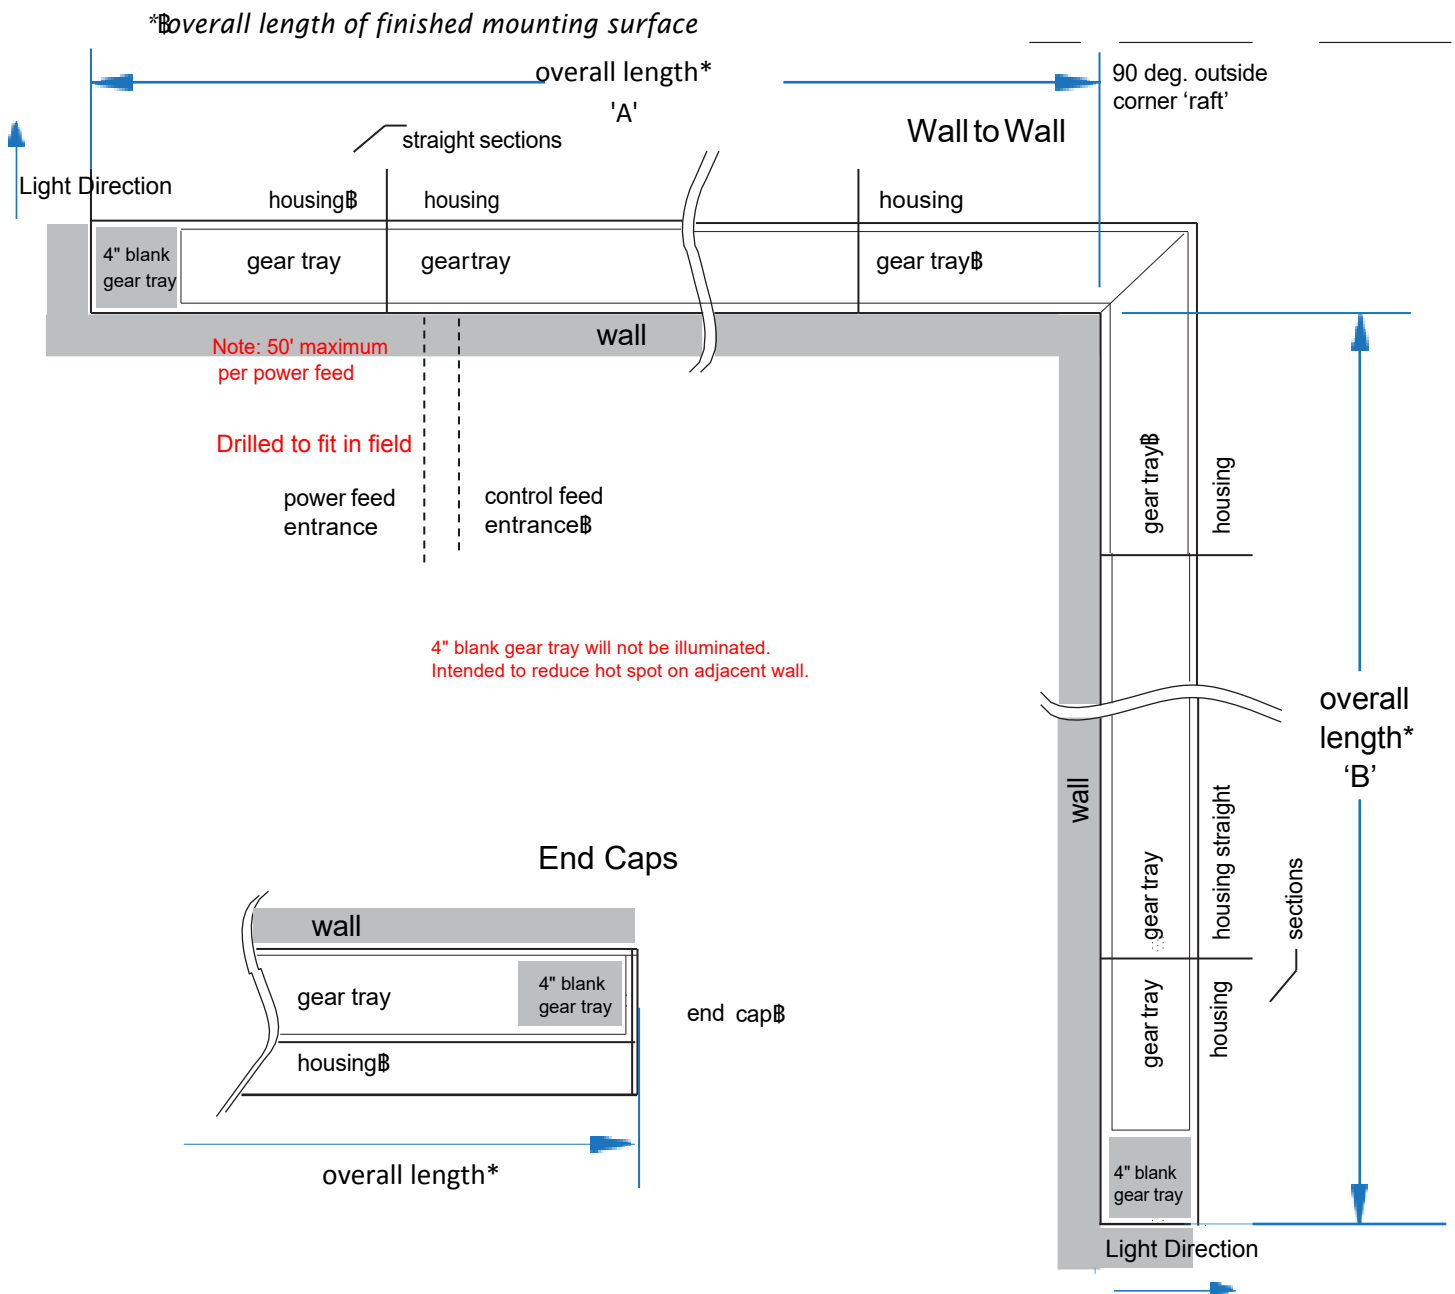 *฿overall length of finished mounting surface
overall length*
'A'
90 deg. outside
corner ‘raft’
Wall to Wall
straight sections
Light Direction
housing฿
housing
housing
4" blank
gear tray
gear tray
geartray
gear tray฿
wall
Note: 50' maximum
per power feed
Drilled to fit in field
power feed
entrance
control feed
entrance฿
gear tray฿
housing
4" blank gear tray will not be illuminated.
Intended to reduce hot spot on adjacent wall.
overall
length*
‘B’
wall
gear tray
housing straight
sections
End Caps
wall
gear tray
4" blank
gear tray
end cap฿
housing฿
gear tray
housing
overall length*
4" blank
gear tray
Light Direction